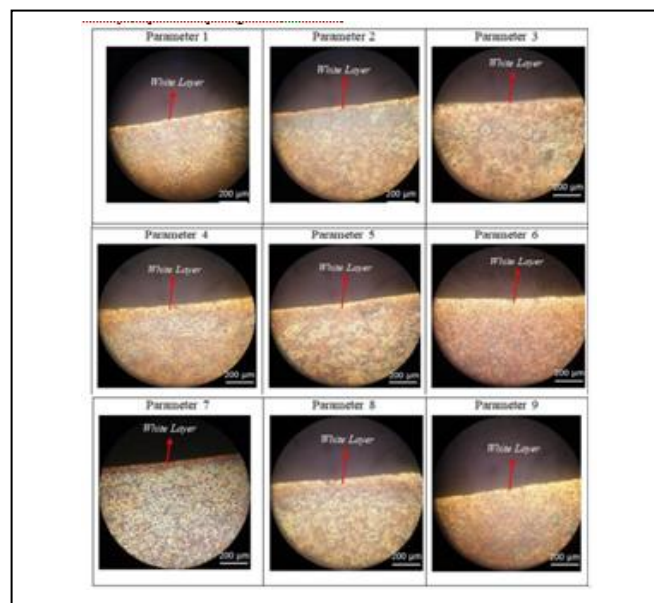 Parameter 1
Parameter 2
Parameter 3
White Layer
White Layer
White Layer
200 µm
200 µm
200 µm
Parameter 4
Parameter 5
Parameter 6
White Layer
White Layer
White Layer
200 µm
200 µm
200 µm
Parameter 7
Parameter 8
Parameter 9
White Layer
White Layer
White Layer
200 µm
200 µm
200 µm